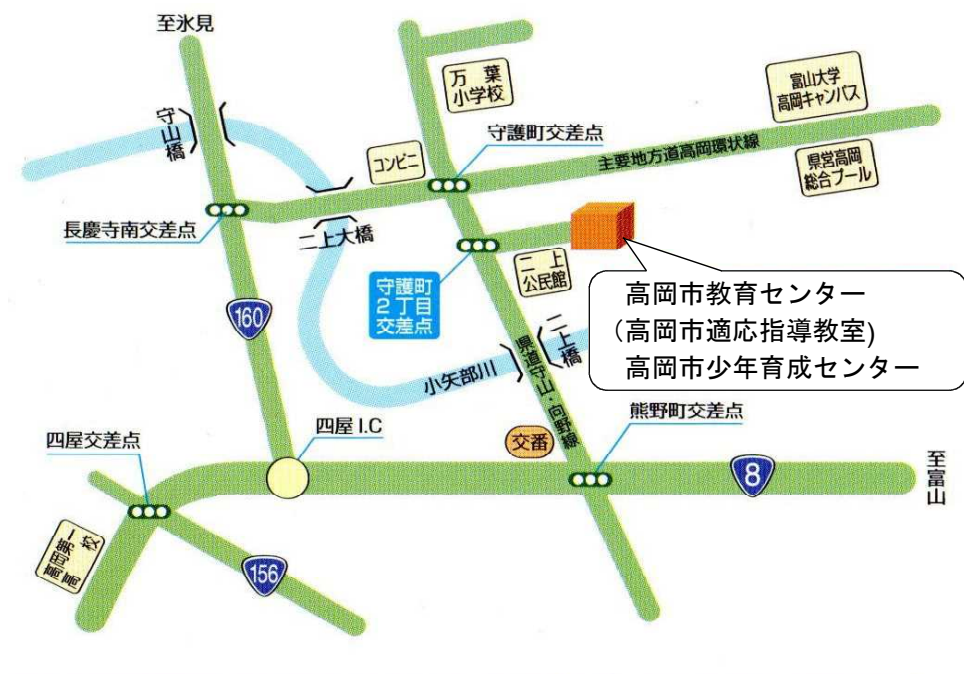 至氷見
万葉
小学校
富山大学
高岡キャンパス
守山橋
守護町交差点
コンビニ
主要地方道高岡環状線
県営高岡
総合プール
長慶寺南交差点
二上大橋
二上
公民館
守護町
2丁目
交差点
160
高岡市教育センター
(高岡市適応指導教室)
高岡市少年育成センター
二上橋
小矢部川
県道守山・向野線
四屋交差点
四屋I.C
交番
熊野町交差点
8
至富山
高岡第一
高校
156